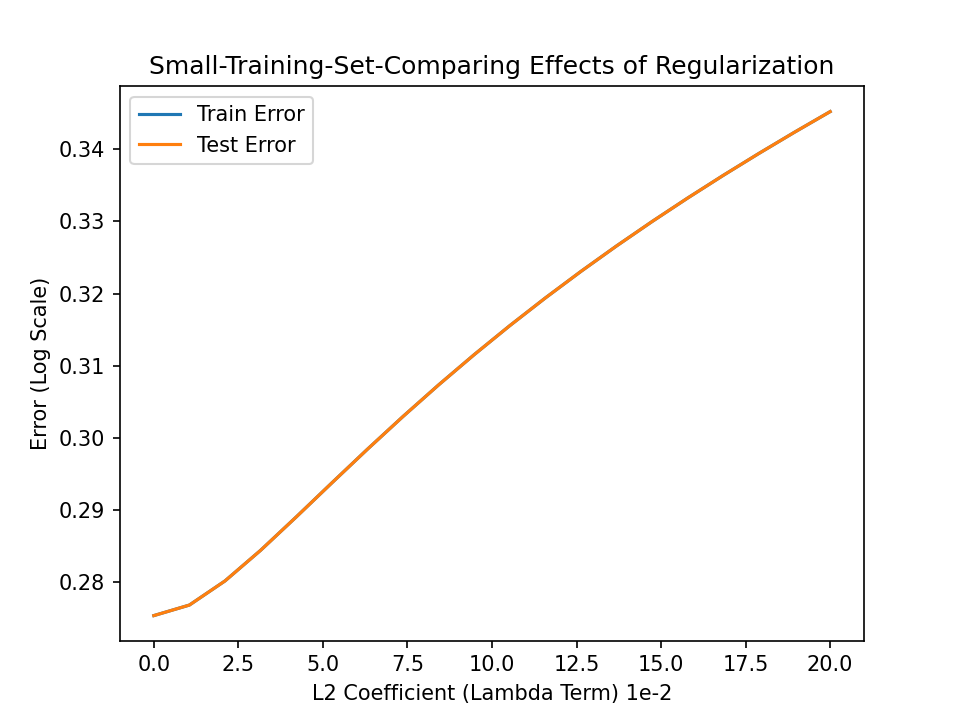 Small-Training-Set-Comparing Effects of Regularization
Train Error
Test Error
Error (Log Scale)
0.34
0.33
0.32
0.31
0.30
0.29
0.28
0.0 2.5 5.0 7.5 10.0 12.5 15.0 17.5 20.0
L2 Coefficient (Lambda Term) 1e-2